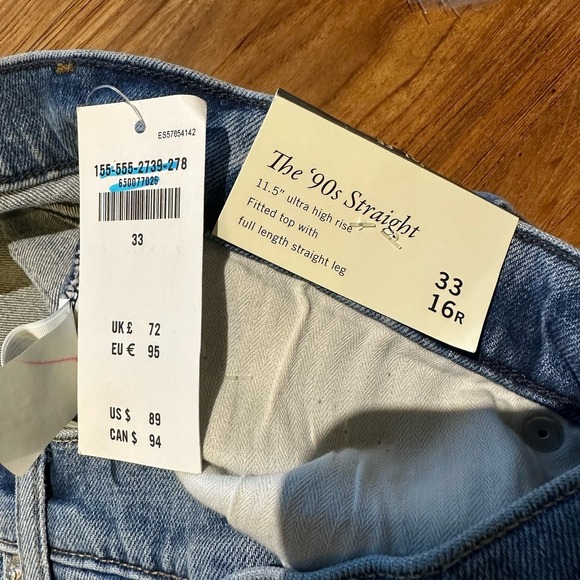 ES57654142
155-555-2739-278
650077026
33
UK £ 72
EU € 95
US $ 89
CAN $ 94
The '90s Straight
11.5" ultra high rise
Fitted top with
full length straight leg
33
16R